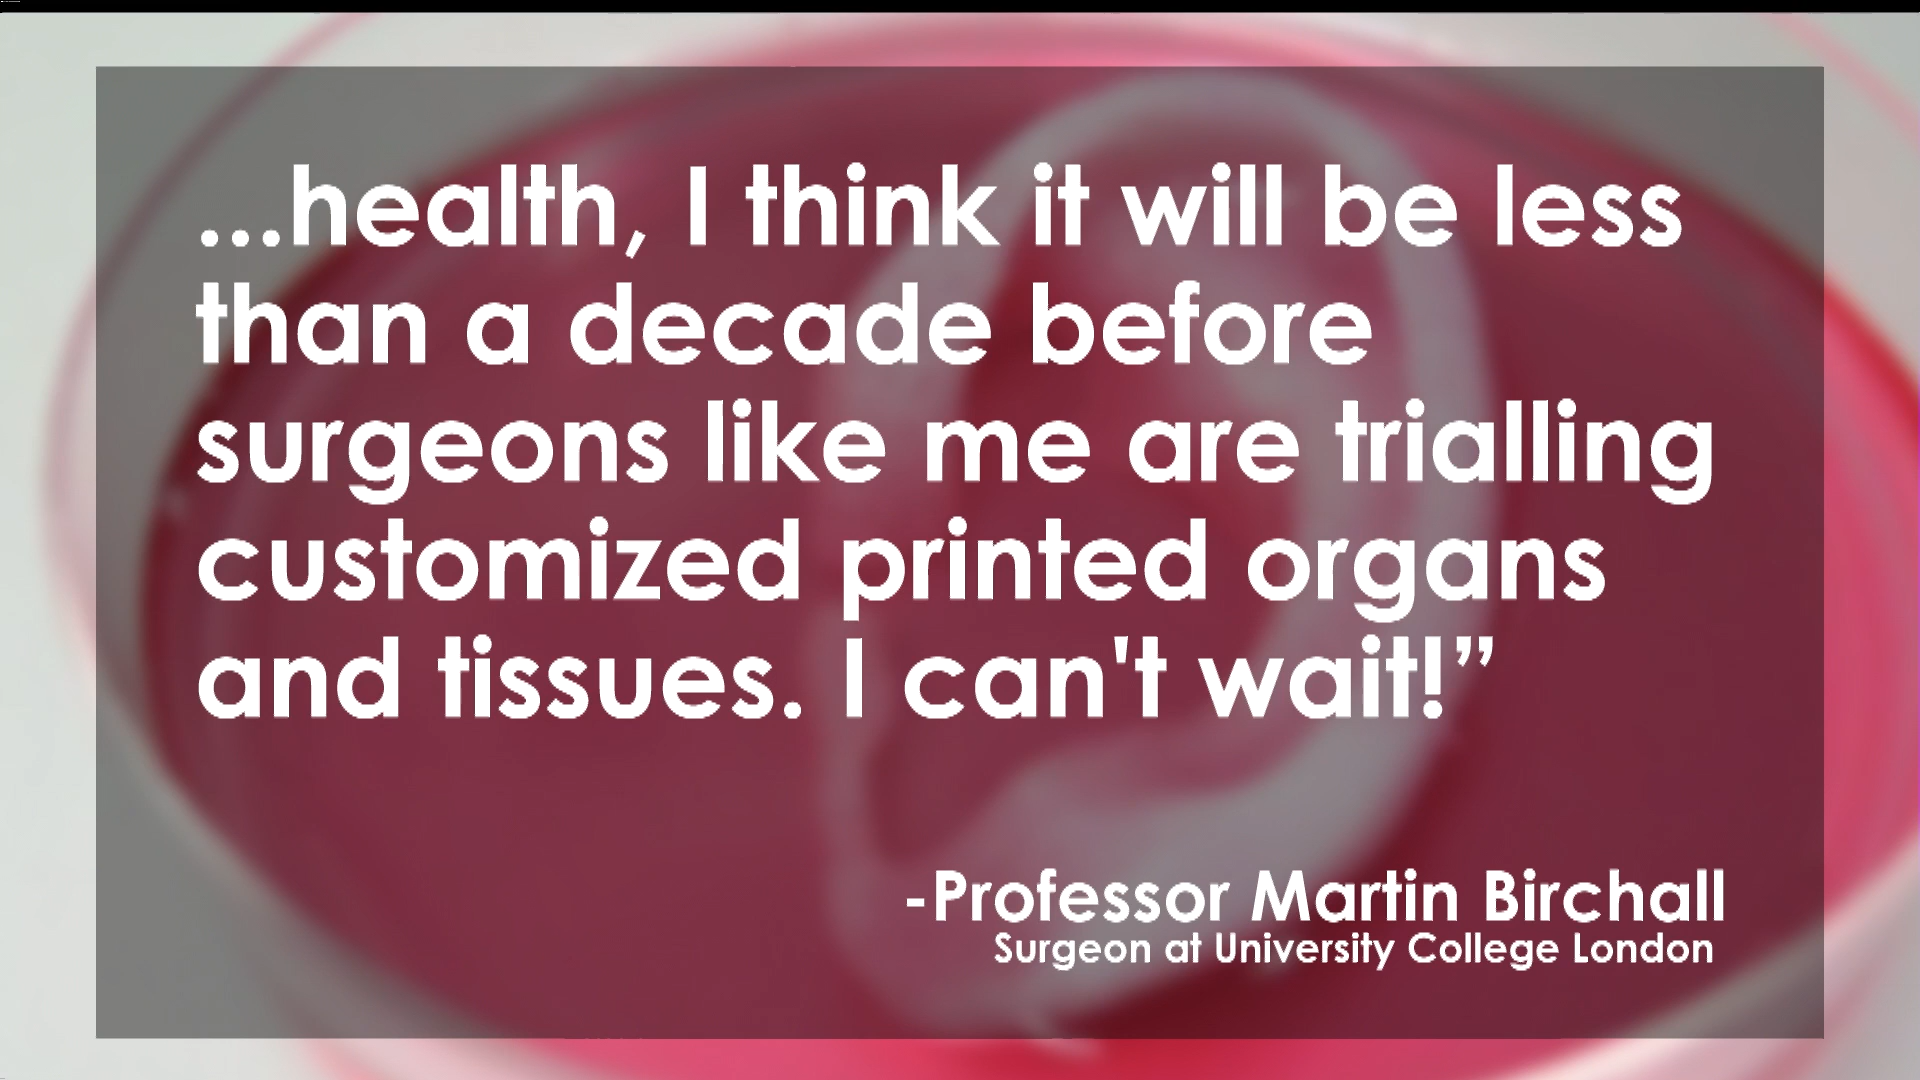 ...health, I think it will be less
than a decade before
surgeons like me are trialling
customized printed organs
and tissues. I can't wait!”
-Professor Martin Birchall
Surgeon at University College London